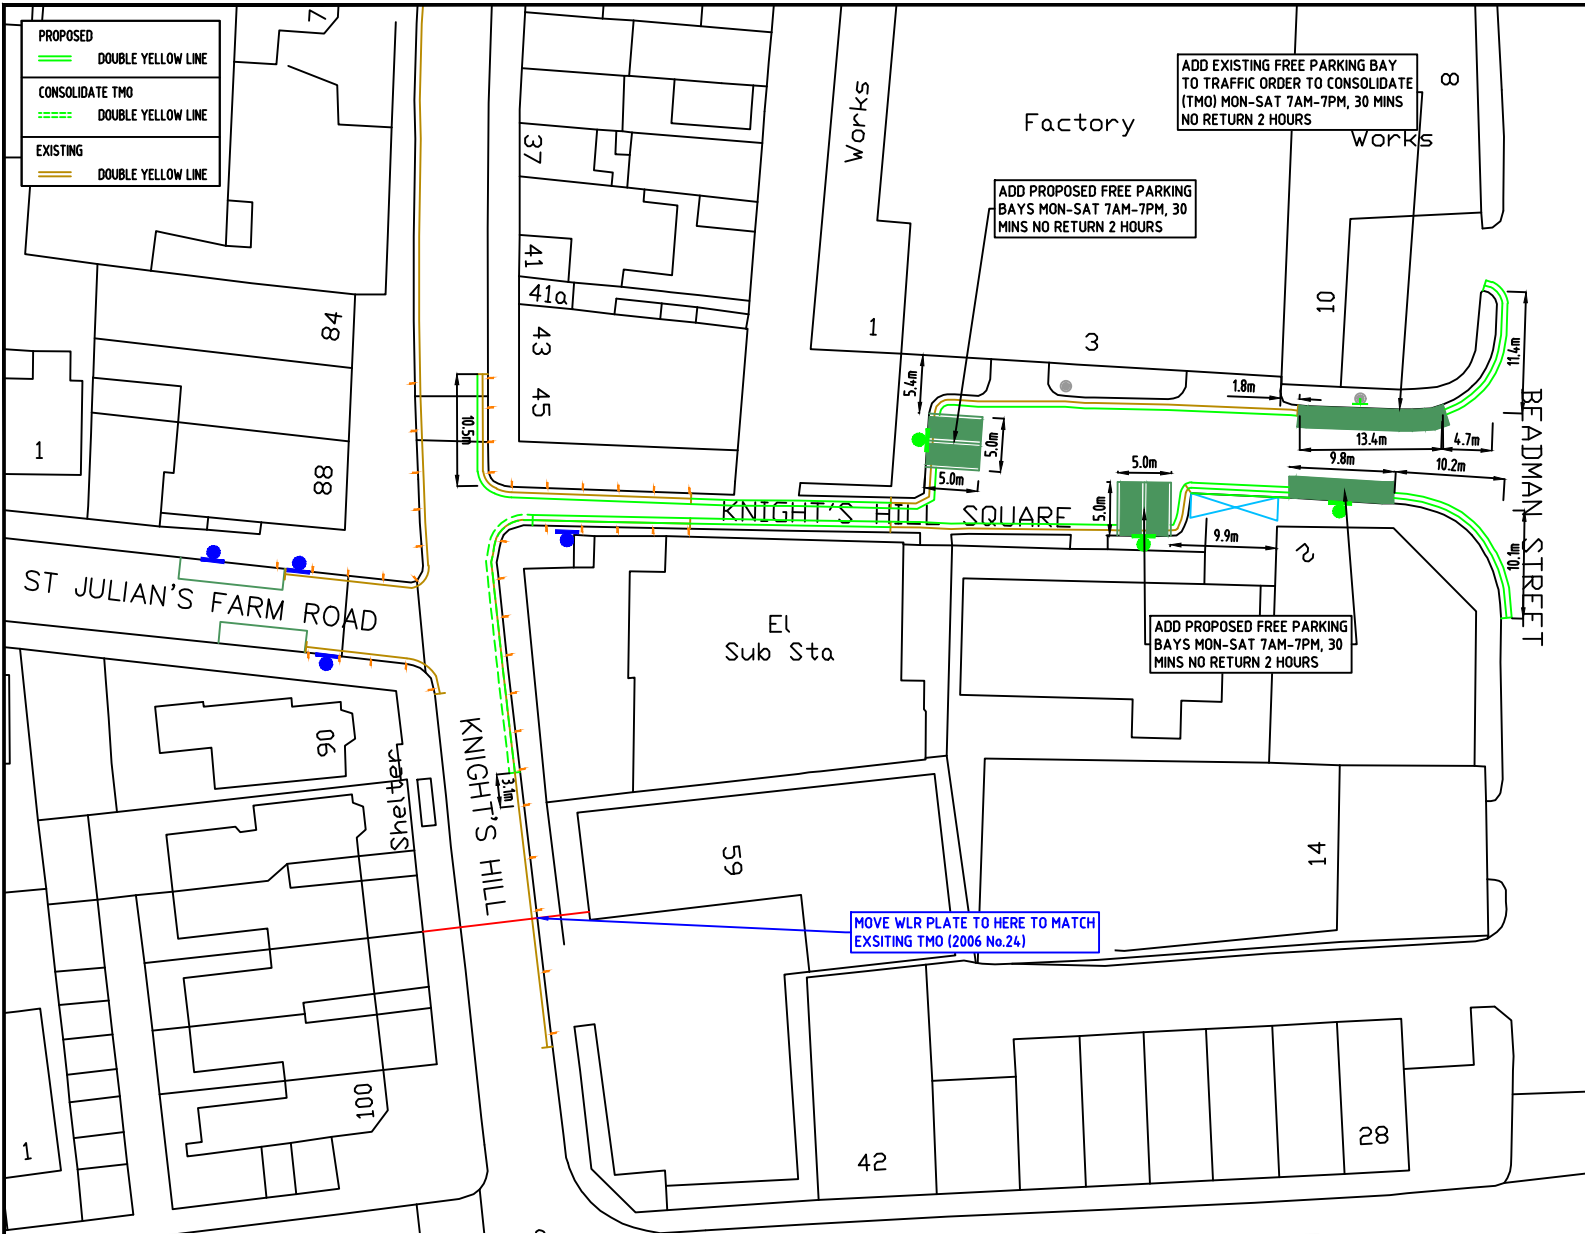 PROPOSED
DOUBLE YELLOW LINE
CONSOLIDATE TMO
DOUBLE YELLOW LINE
EXISTING
DOUBLE YELLOW LINE
7
37
41
41a
43
45
84
88
1
Works
Factory
ADD EXISTING FREE PARKING BAY
TO TRAFFIC ORDER TO CONSOLIDATE
(TMO) MON-SAT 7AM-7PM, 30 MINS
NO RETURN 2 HOURS
Works
8
ADD PROPOSED FREE PARKING
BAYS MON-SAT 7AM-7PM, 30
MINS NO RETURN 2 HOURS
1
3
10
5.4m
1.8m
11.4m
10.5m
5.0m
5.0m
13.4m
4.7m
9.8m
10.2m
5.0m
5.0m
9.9m
10.1m
BEADMAN STREET
KNIGHT'S HILL SQUARE
2
ST JULIAN'S FARM ROAD
El
Sub Sta
ADD PROPOSED FREE PARKING
BAYS MON-SAT 7AM-7PM, 30
MINS NO RETURN 2 HOURS
96
Shelter
KNIGHT'S HILL
3.1m
59
14
MOVE WLR PLATE TO HERE TO MATCH
EXSITING TMO (2006 No.24)
100
1
42
28